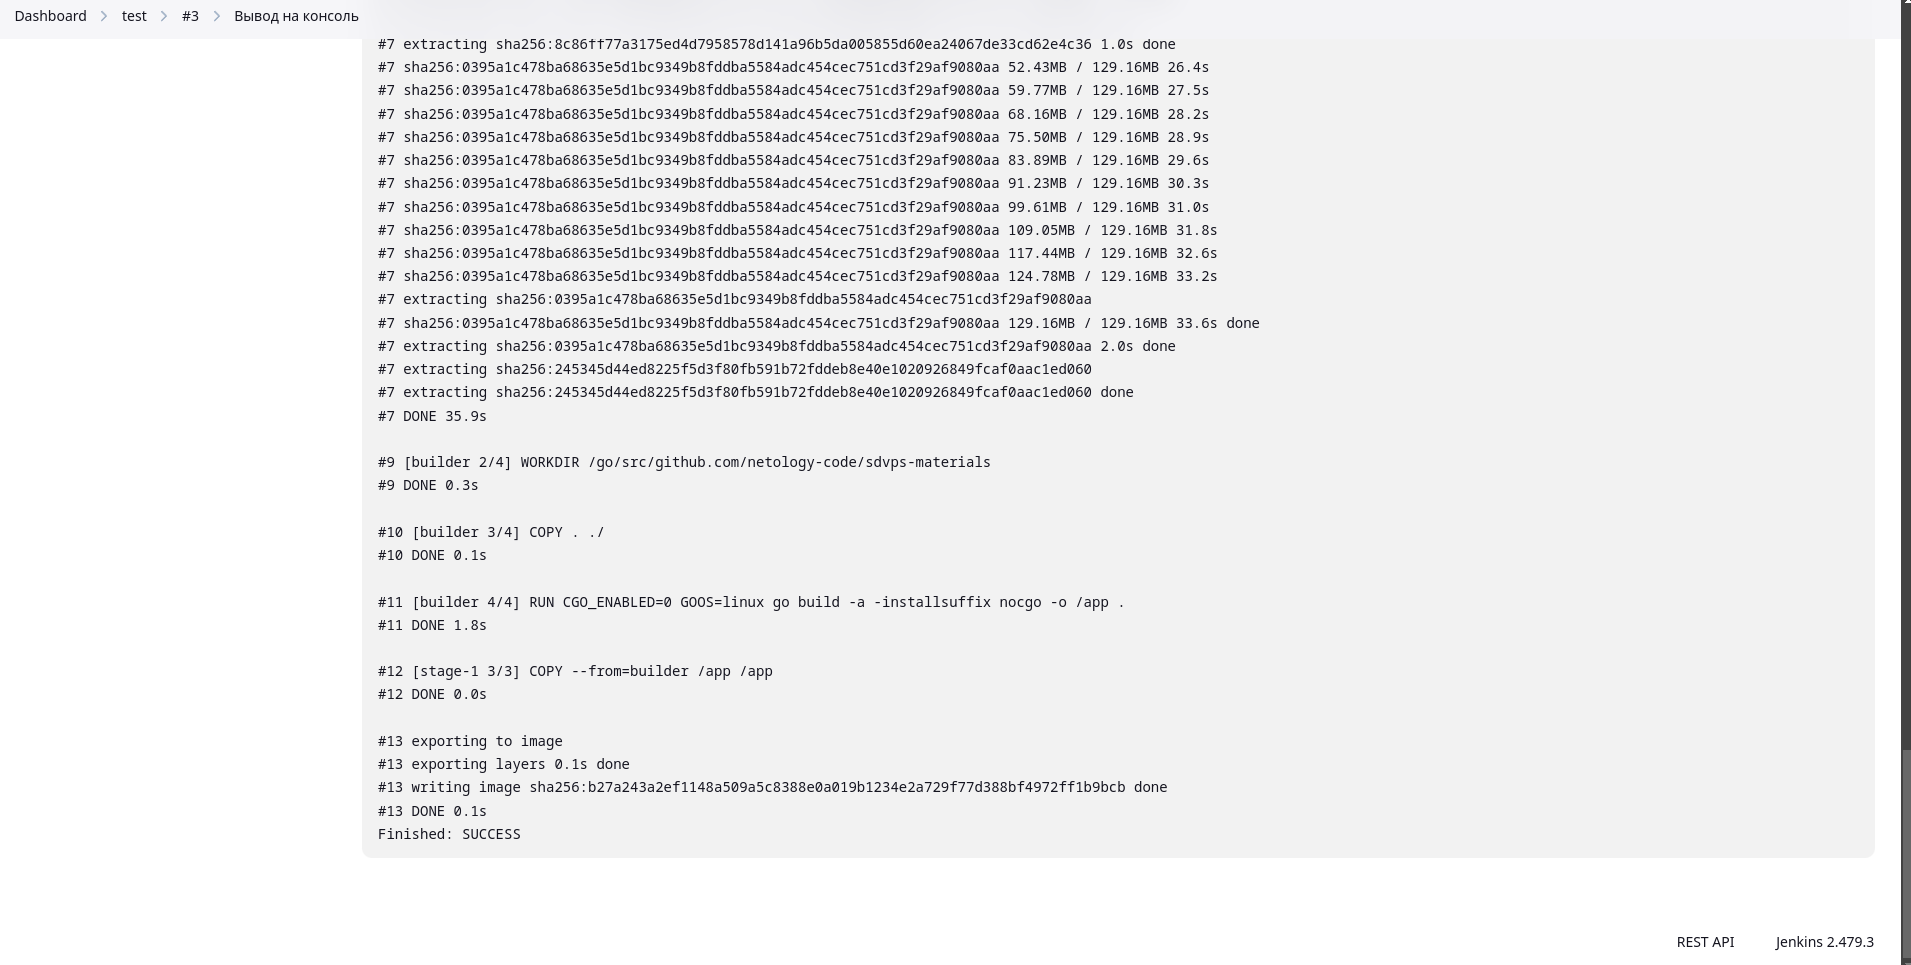 Dashboard > test > #3 > Вывод на консоль
#7 extracting sha256:8c86ff77a3175ed4d7958578d141a96b5da005855d60ea24067de33cd62e4c36 1.0s done
#7 sha256:0395a1c478ba68635e5d1bc9349b8fddba5584adc454cec751cd3f29af9080aa 52.43MB / 129.16MB 26.4s
#7 sha256:0395a1c478ba68635e5d1bc9349b8fddba5584adc454cec751cd3f29af9080aa 59.77MB / 129.16MB 27.5s
#7 sha256:0395a1c478ba68635e5d1bc9349b8fddba5584adc454cec751cd3f29af9080aa 68.16MB / 129.16MB 28.2s
#7 sha256:0395a1c478ba68635e5d1bc9349b8fddba5584adc454cec751cd3f29af9080aa 75.50MB / 129.16MB 28.9s
#7 sha256:0395a1c478ba68635e5d1bc9349b8fddba5584adc454cec751cd3f29af9080aa 83.89MB / 129.16MB 29.6s
#7 sha256:0395a1c478ba68635e5d1bc9349b8fddba5584adc454cec751cd3f29af9080aa 91.23MB / 129.16MB 30.3s
#7 sha256:0395a1c478ba68635e5d1bc9349b8fddba5584adc454cec751cd3f29af9080aa 99.61MB / 129.16MB 31.0s
#7 sha256:0395a1c478ba68635e5d1bc9349b8fddba5584adc454cec751cd3f29af9080aa 109.05MB / 129.16MB 31.8s
#7 sha256:0395a1c478ba68635e5d1bc9349b8fddba5584adc454cec751cd3f29af9080aa 117.44MB / 129.16MB 32.6s
#7 sha256:0395a1c478ba68635e5d1bc9349b8fddba5584adc454cec751cd3f29af9080aa 124.78MB / 129.16MB 33.2s
#7 extracting sha256:0395a1c478ba68635e5d1bc9349b8fddba5584adc454cec751cd3f29af9080aa
#7 sha256:0395a1c478ba68635e5d1bc9349b8fddba5584adc454cec751cd3f29af9080aa 129.16MB / 129.16MB 33.6s done
#7 extracting sha256:0395a1c478ba68635e5d1bc9349b8fddba5584adc454cec751cd3f29af9080aa 2.0s done
#7 extracting sha256:245345d44ed8225f5d3f80fb591b72fddeb8e40e1020926849fcaf0aac1ed060
#7 extracting sha256:245345d44ed8225f5d3f80fb591b72fddeb8e40e1020926849fcaf0aac1ed060 done
#7 DONE 35.9s
#9 [builder 2/4] WORKDIR /go/src/github.com/netology-code/sdvps-materials
#9 DONE 0.3s
#10 [builder 3/4] COPY . ./
#10 DONE 0.1s
#11 [builder 4/4] RUN CGO_ENABLED=0 GOOS=linux go build -a -installsuffix nocgo -o /app .
#11 DONE 1.8s
#12 [stage-1 3/3] COPY --from=builder /app /app
#12 DONE 0.0s
#13 exporting to image
#13 exporting layers 0.1s done
#13 writing image sha256:b27a243a2ef1148a509a5c8388e0a019b1234e2a729f77d388bf4972ff1b9bcb done
#13 DONE 0.1s
Finished: SUCCESS
REST API Jenkins 2.479.3